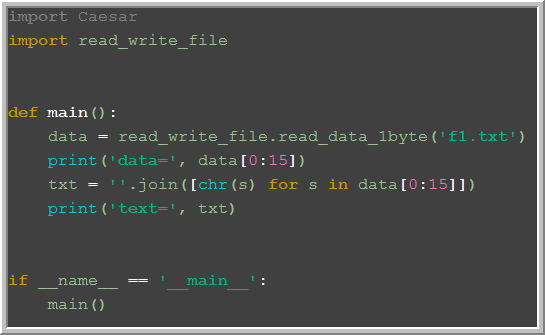 import Caesar
import read_write_file
def main():
    data = read_write_file.read_data_1byte('f1.txt')
    print('data=', data[0:15])
    txt = ''.join([chr(s) for s in data[0:15]])
    print('text=', txt)
if __name__ == '__main__':
    main()